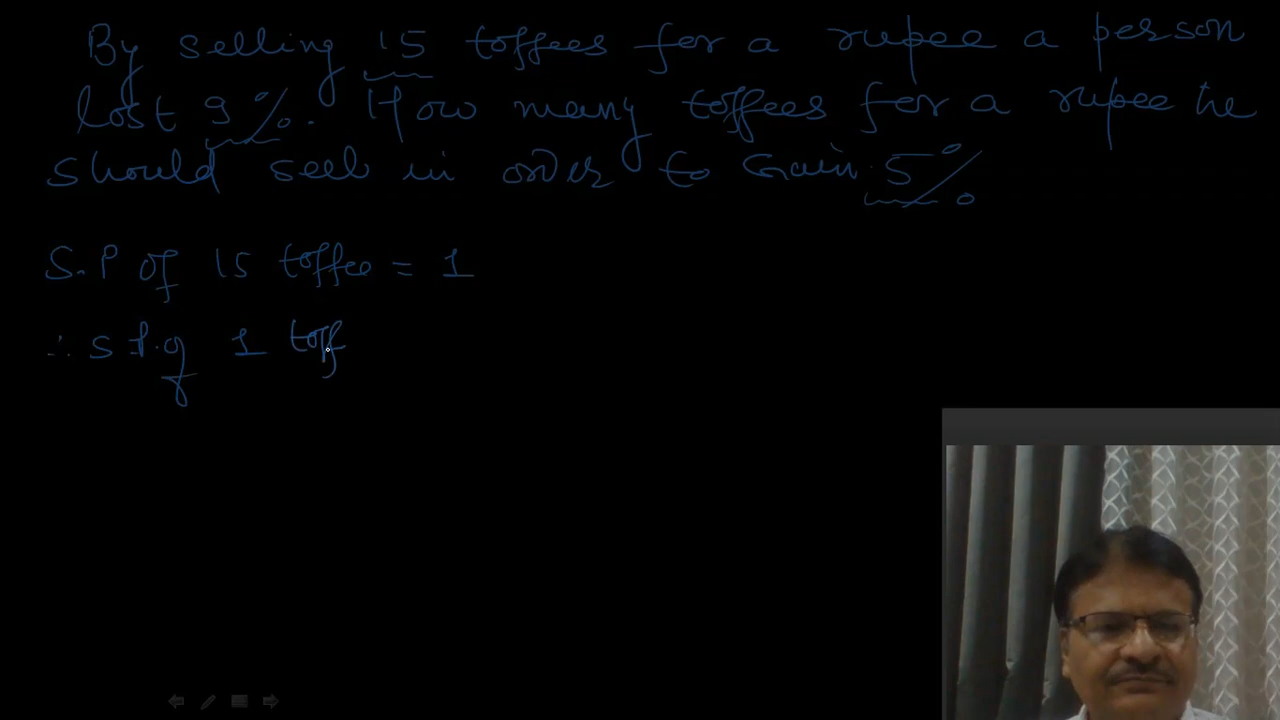 By selling 15 toffees for a rupee a person
lost 9%. How many toffees for a rupee he
should sell in order to Gain 5%
S.P of 15 toffee = 1
∴ S.P. of 1 toff